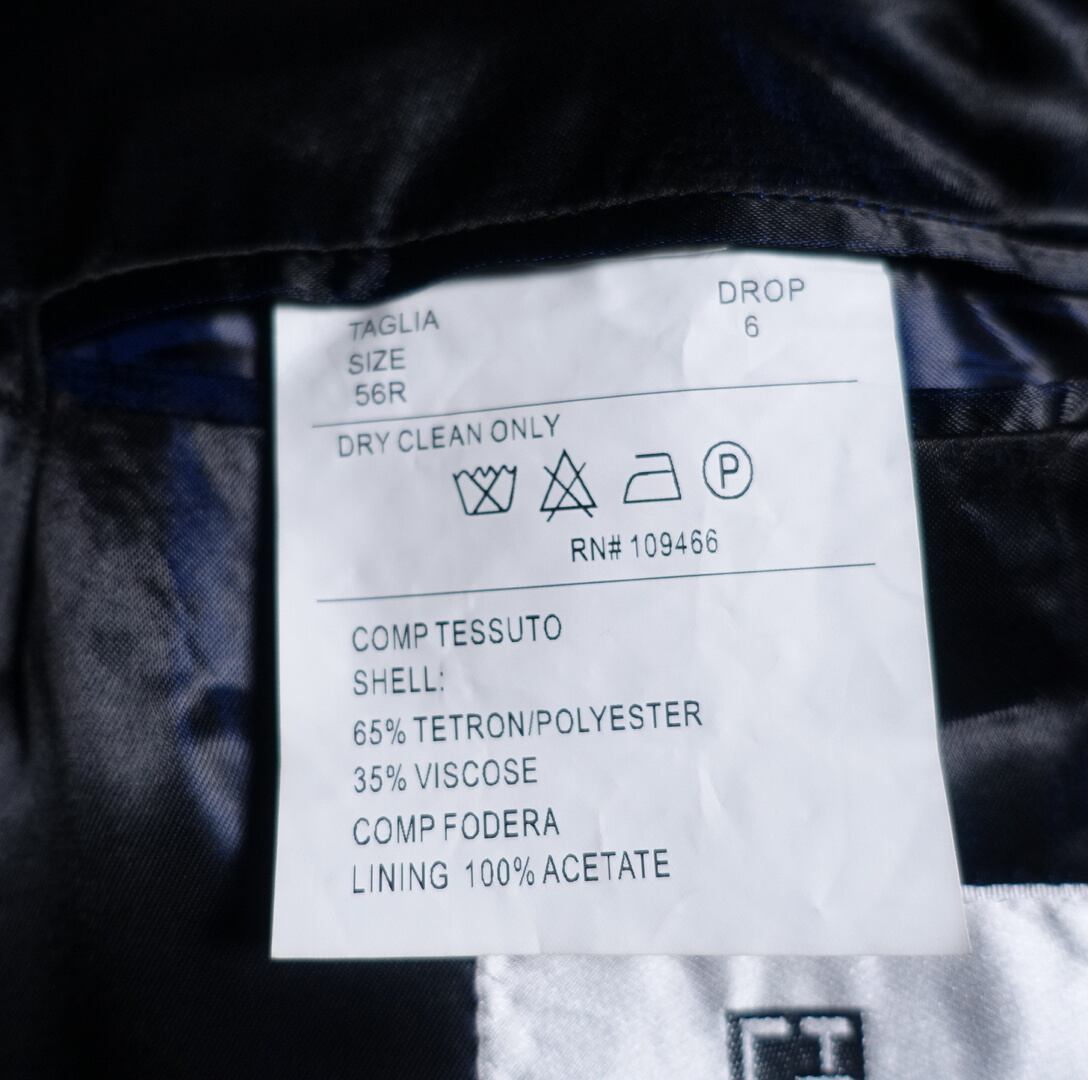 TAGLIA
SIZE
56R
DROP
6
DRY CLEAN ONLY
P
RN# 109466
COMP TESSUTO
SHELL:
65% TETRON/POLYESTER
35% VISCOSE
COMP FODERA
LINING 100% ACETATE